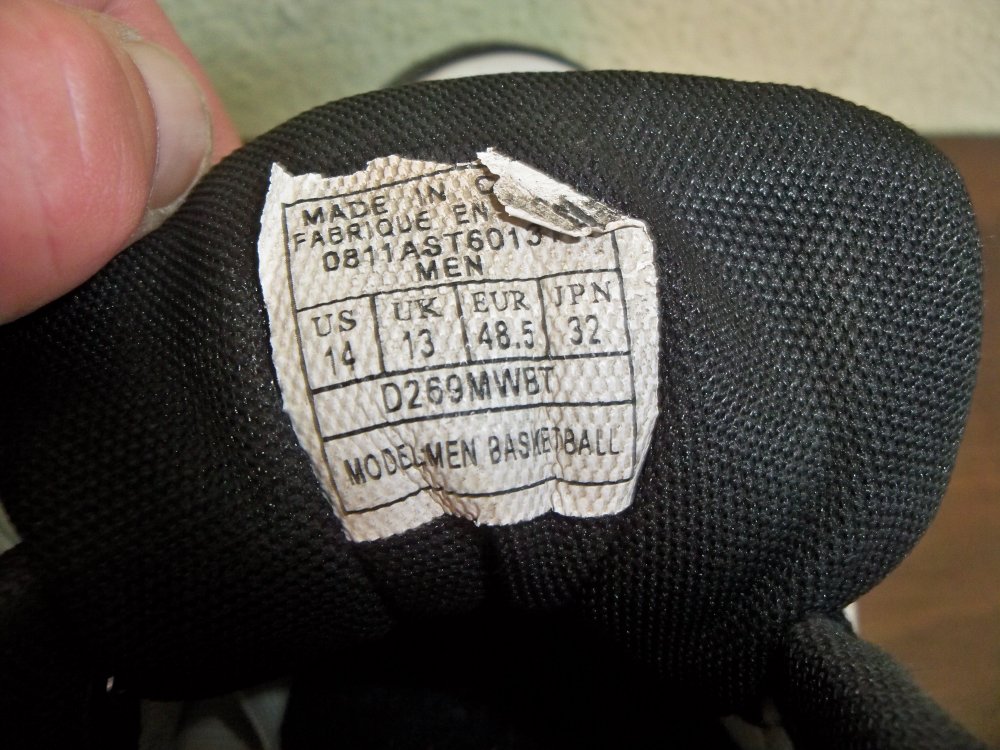 MADE IN C
FABRIQUE EN
0811AST6013
MEN
US UK EUR JPN
14 13 48.5 32
D269MWBT
MODEL:MEN BASKETBALL